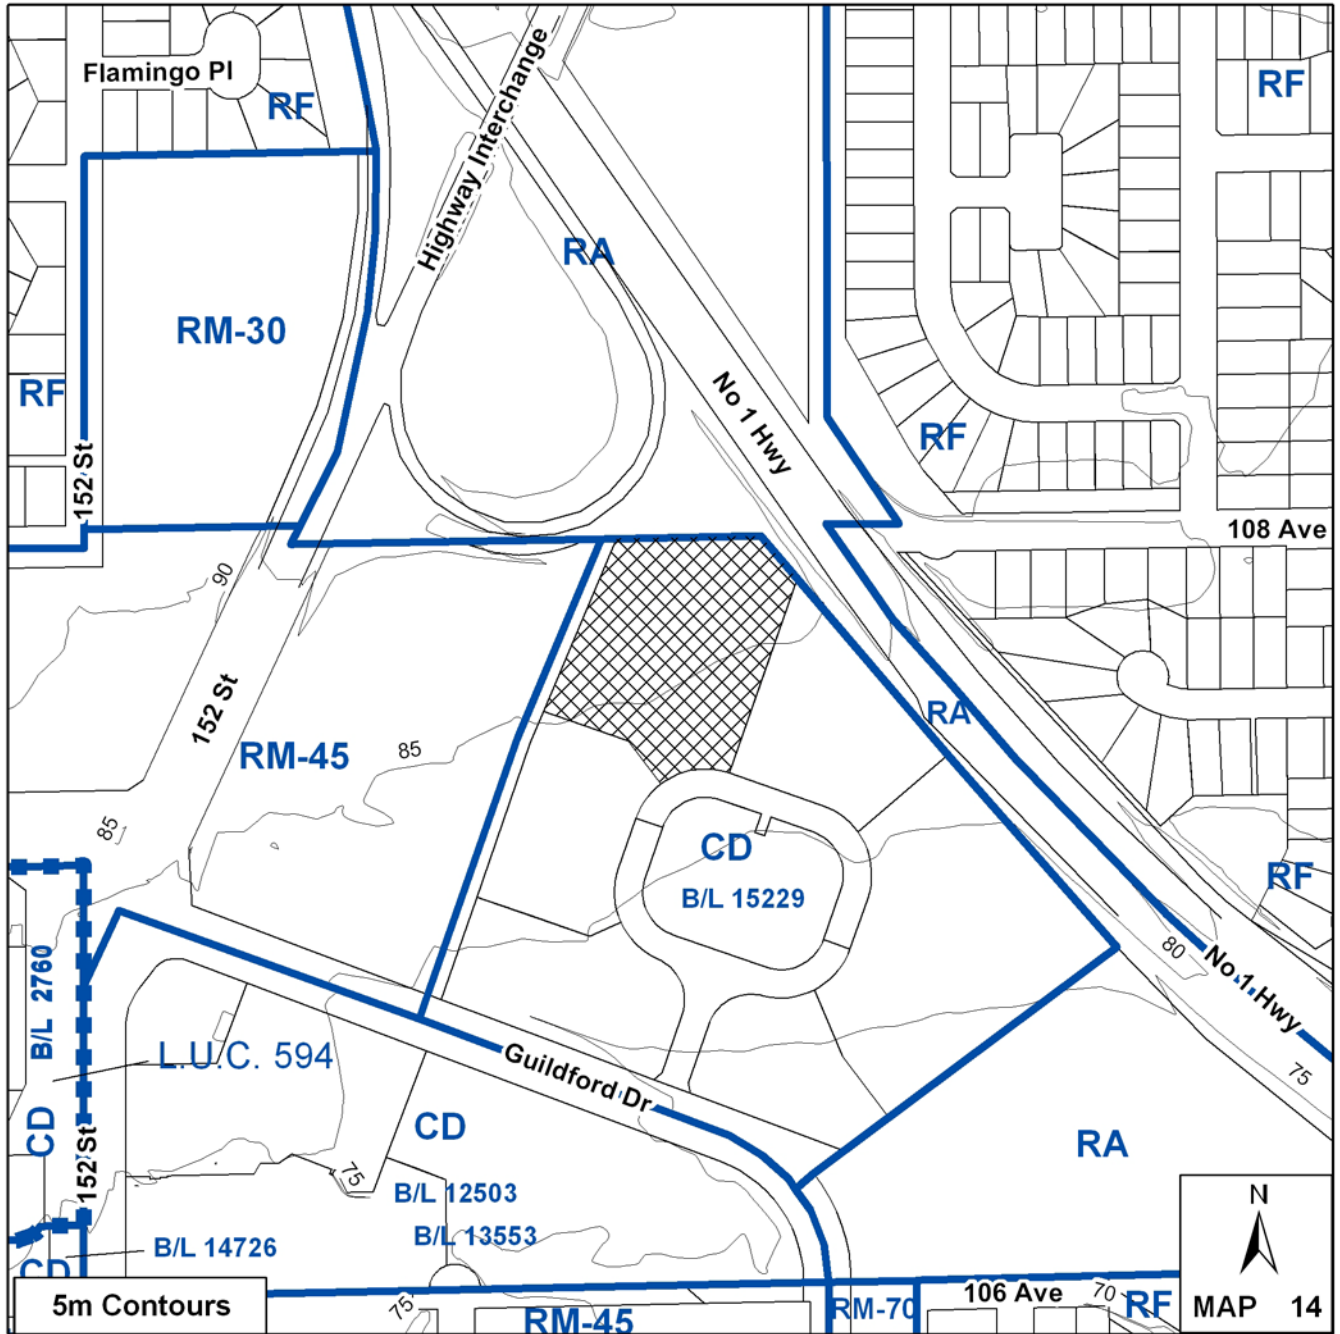 Flamingo Pl
RF
Highway Interchange
RF
RA
RM-30
RF
No 1 Hwy
RF
152 St
108 Ave
90
152 St
RM-45
85
RA
85
CD
B/L 15229
RF
B/L 2760
80
No 1 Hwy
L.U.C. 594
Guildford Dr
75
CD
CD
RA
152 St
75
B/L 12503
B/L 13553
B/L 14726
CD
N
5m Contours
75
RM-45
RM-70
106 Ave
70
RF
MAP 14